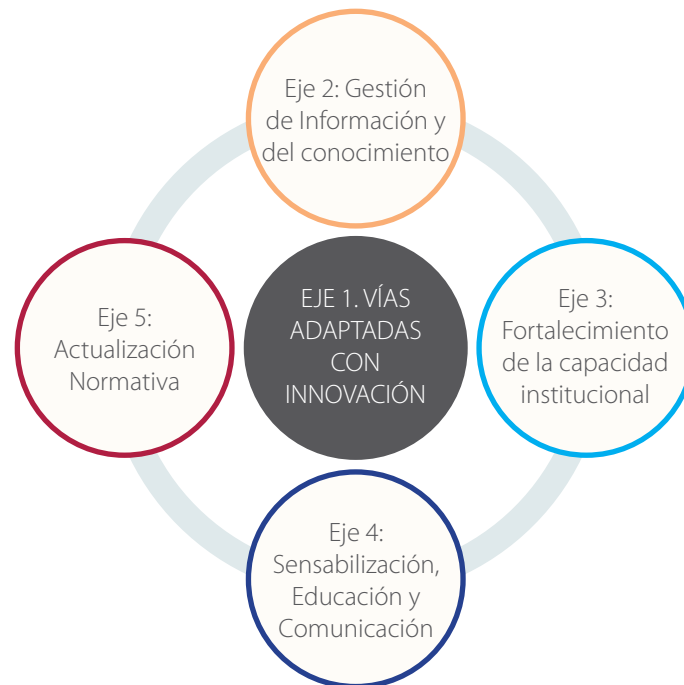 Eje 2: Gestión
de Información y
del conocimiento
EJE 1. VÍAS
ADAPTADAS
CON
INNOVACIÓN
Eje 3:
Fortalecimiento
de la capacidad
institucional
Eje 4:
Sensabilización,
Educación y
Comunicación
Eje 5:
Actualización
Normativa